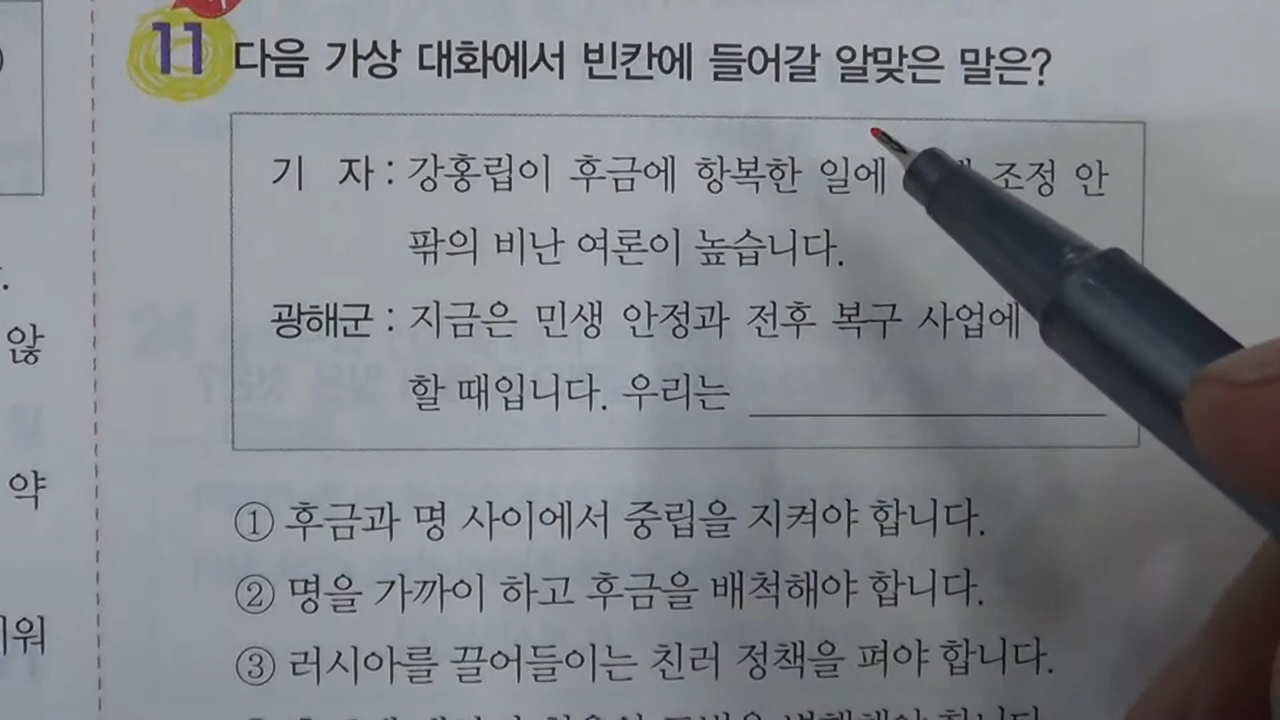 11 다음 가상 대화에서 빈칸에 들어갈 알맞은 말은?
기 자 : 강홍립이 후금에 항복한 일에 조정 안
팎의 비난 여론이 높습니다.
광해군 : 지금은 민생 안정과 전후 복구 사업에
할 때입니다. 우리는
① 후금과 명 사이에서 중립을 지켜야 합니다.
② 명을 가까이 하고 후금을 배척해야 합니다.
③ 러시아를 끌어들이는 친러 정책을 펴야 합니다.
않
약